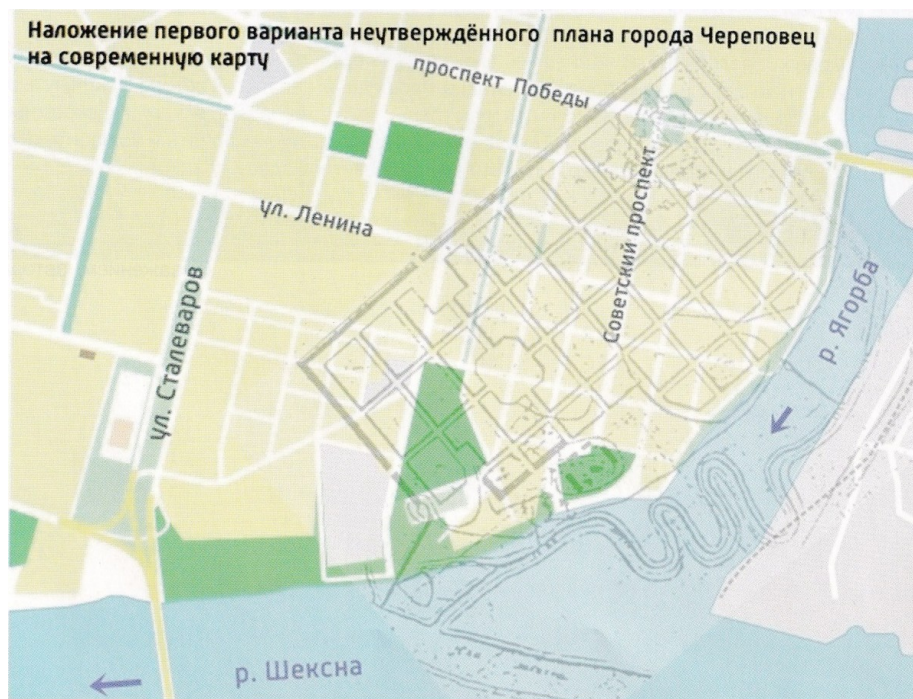 Наложение первого варианта неутверждённого плана города Череповец
на современную карту
проспект Победы
ул. Ленина
Советский проспект
ул. Сталеваров
р. Ягорба
р. Шексна